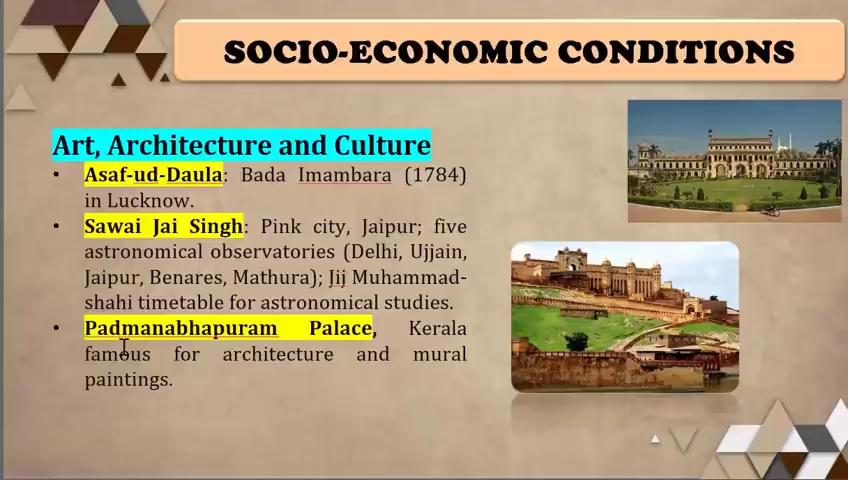 SOCIO-ECONOMIC CONDITIONS
Art, Architecture and Culture
• Asaf-ud-Daula: Bada Imambara (1784)
in Lucknow.
• Sawai Jai Singh: Pink city, Jaipur; five
astronomical observatories (Delhi, Ujjain,
Jaipur, Benares, Mathura); Jij Muhammad-
shahi timetable for astronomical studies.
• Padmanabhapuram Palace, Kerala
famous for architecture and mural
paintings.